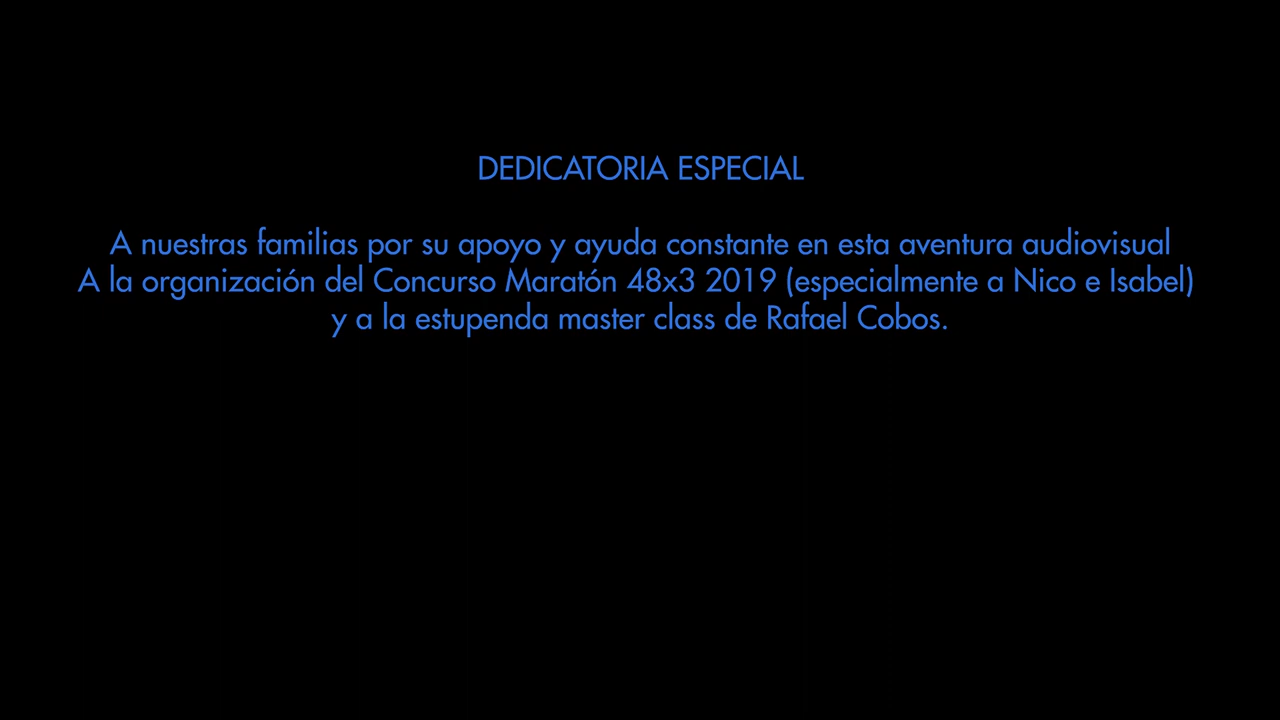 DEDICATORIA ESPECIAL
A nuestras familias por su apoyo y ayuda constante en esta aventura audiovisual
A la organización del Concurso Maratón 48x3 2019 (especialmente a Nico e Isabel)
y a la estupenda master class de Rafael Cobos.